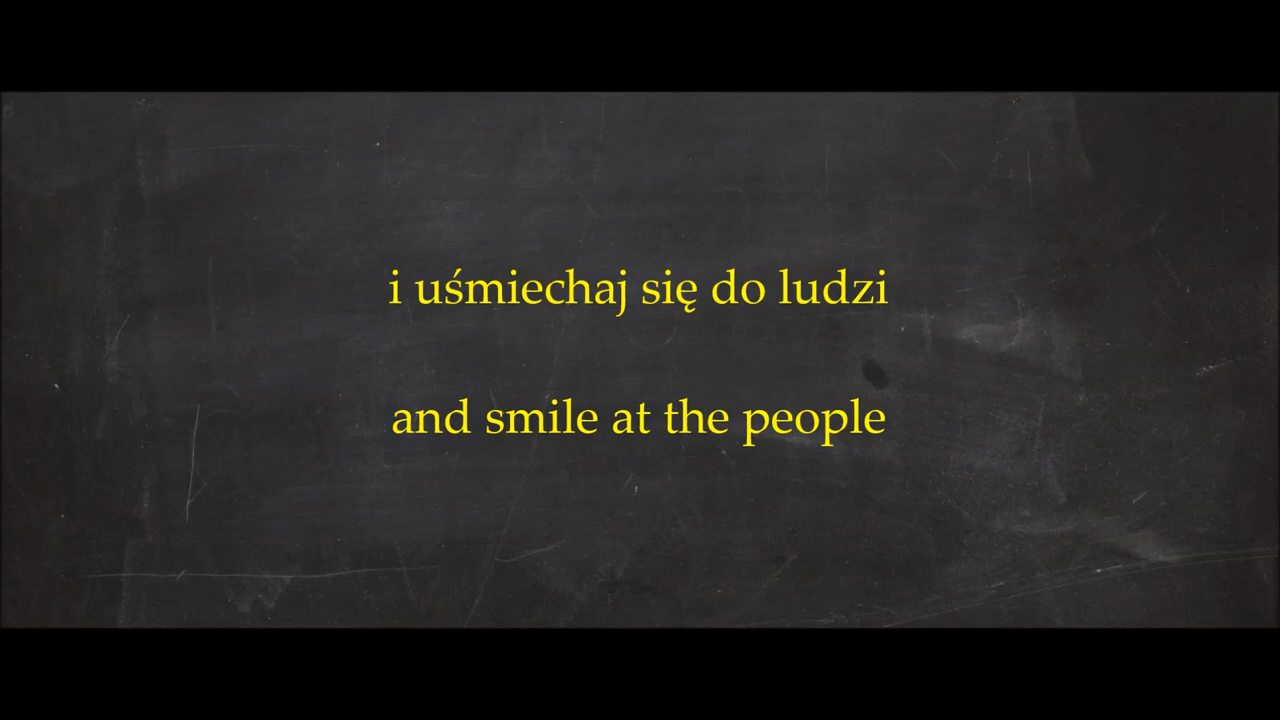 i uśmiechaj się do ludzi
and smile at the people